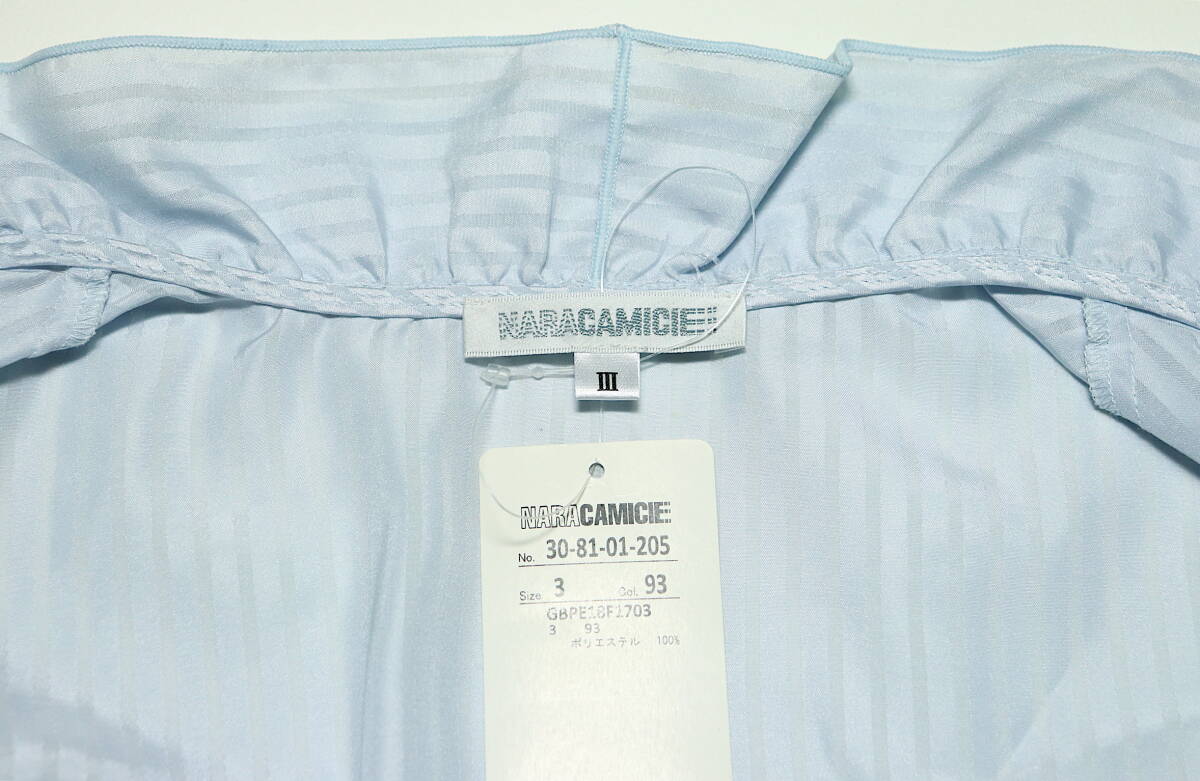 NARACAMICIE
III
NARACAMICIE
No. 30-81-01-205
Size 3 Col. 93
GBPE18F1703
3 93
ポリエステル 100%